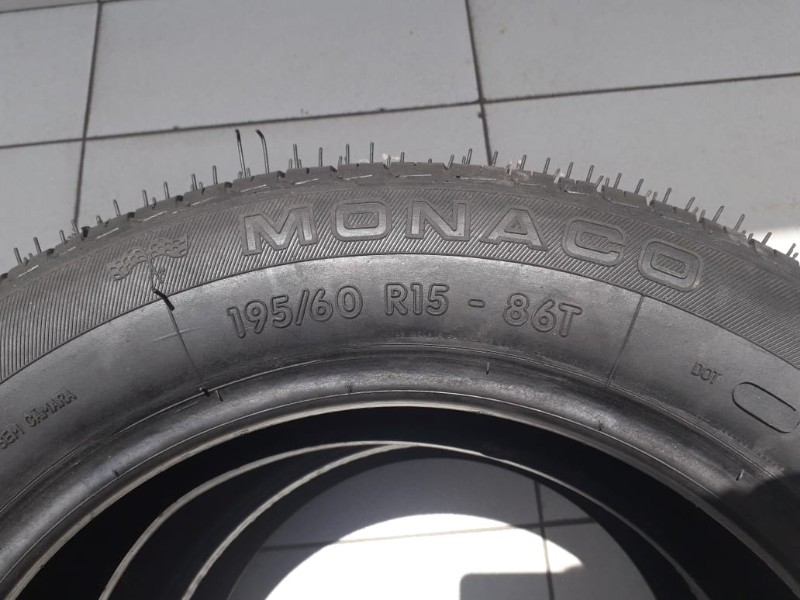 MONACO
195/60 R15 - 86T
SEM CÂMARA
DOT